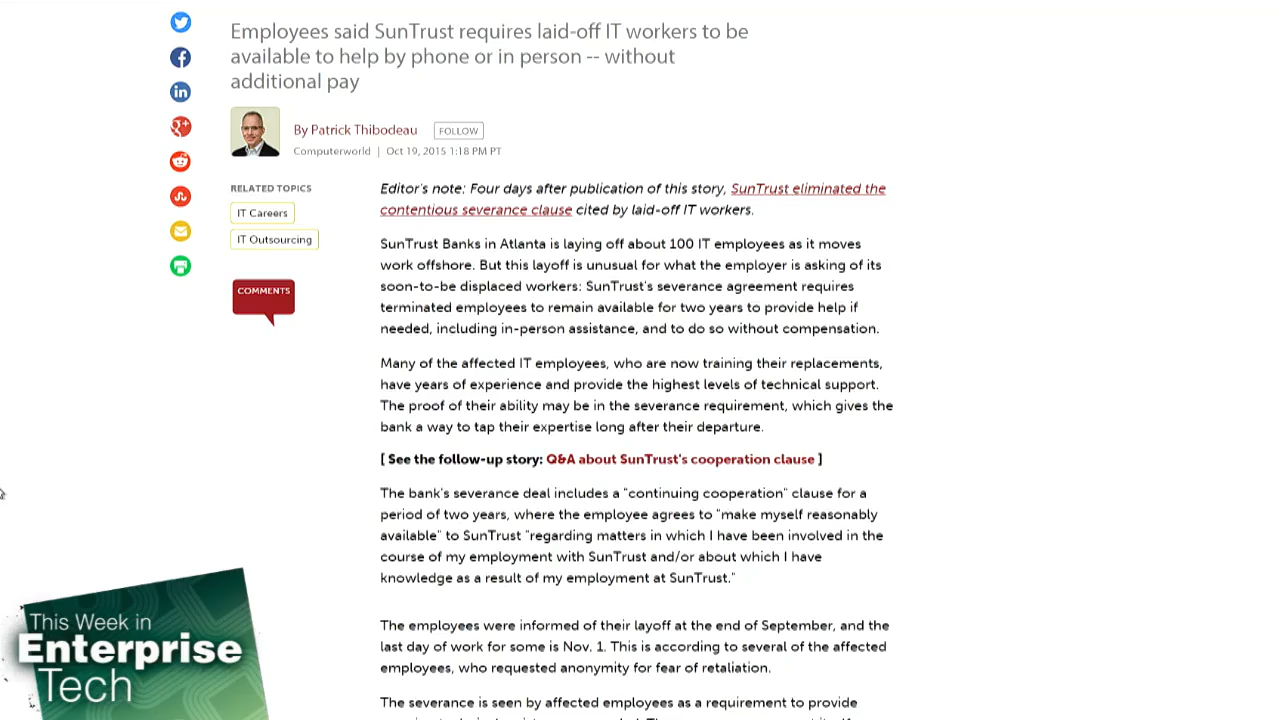 Employees said SunTrust requires laid-off IT workers to be
available to help by phone or in person -- without
additional pay
By Patrick Thibodeau
FOLLOW
Computerworld | Oct 19, 2015 1:18 PM PT
RELATED TOPICS
IT Careers
IT Outsourcing
COMMENTS
Editor's note: Four days after publication of this story, SunTrust eliminated the
contentious severance clause cited by laid-off IT workers.
SunTrust Banks in Atlanta is laying off about 100 IT employees as it moves
work offshore. But this layoff is unusual for what the employer is asking of its
soon-to-be displaced workers: SunTrust's severance agreement requires
terminated employees to remain available for two years to provide help if
needed, including in-person assistance, and to do so without compensation.
Many of the affected IT employees, who are now training their replacements,
have years of experience and provide the highest levels of technical support.
The proof of their ability may be in the severance requirement, which gives the
bank a way to tap their expertise long after their departure.
[ See the follow-up story: Q&A about SunTrust's cooperation clause ]
The bank's severance deal includes a "continuing cooperation" clause for a
period of two years, where the employee agrees to "make myself reasonably
available" to SunTrust "regarding matters in which I have been involved in the
course of my employment with SunTrust and/or about which I have
knowledge as a result of my employment at SunTrust."
The employees were informed of their layoff at the end of September, and the
last day of work for some is Nov. 1. This is according to several of the affected
employees, who requested anonymity for fear of retaliation.
The severance is seen by affected employees as a requirement to provide
This Week in
Enterprise
Tech